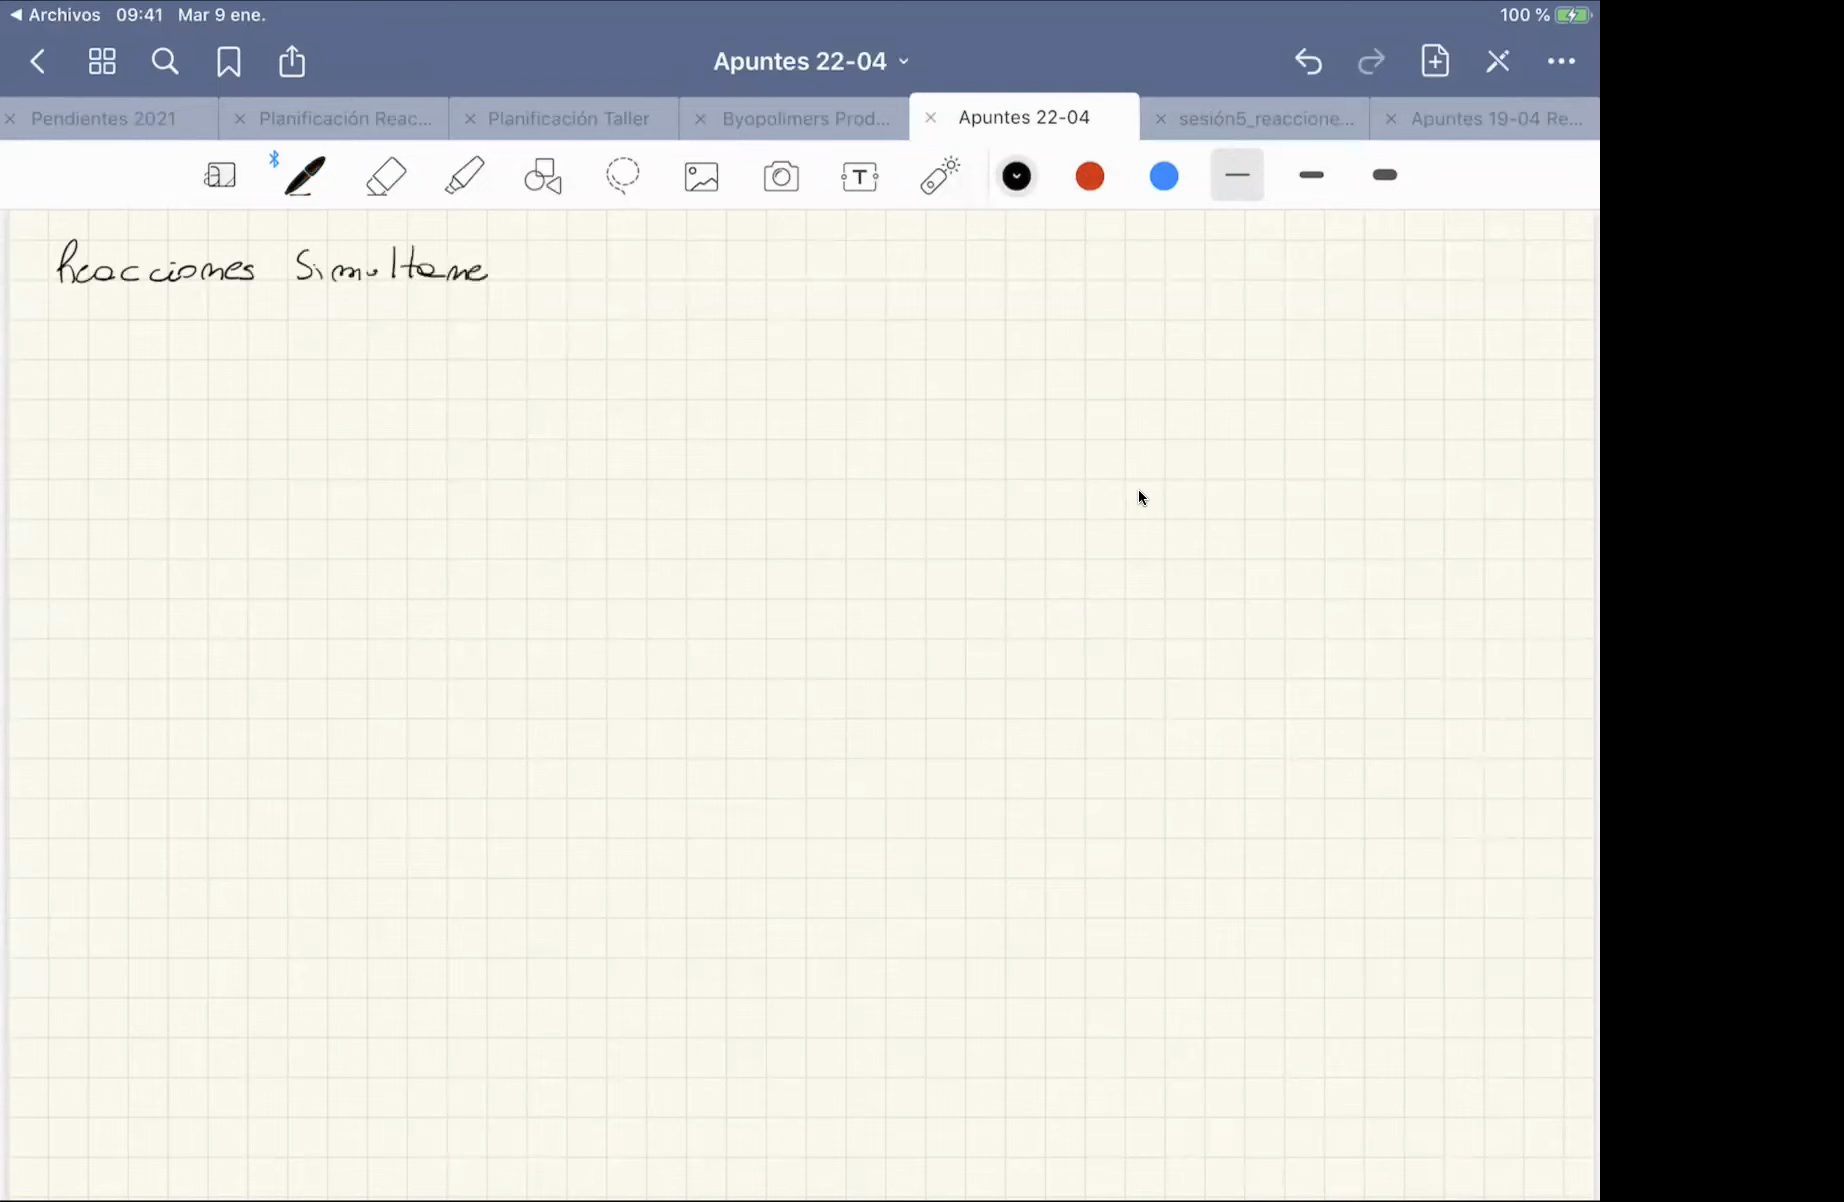 Archivos 09:41 Mar 9 ene. 100 %
Apuntes 22-04
Pendientes 2021 Planificación Reac... Planificación Taller Byopolimers Prod... Apuntes 22-04 sesión5_reaccione... Apuntes 19-04 Re...
T
Reacciones Simultane